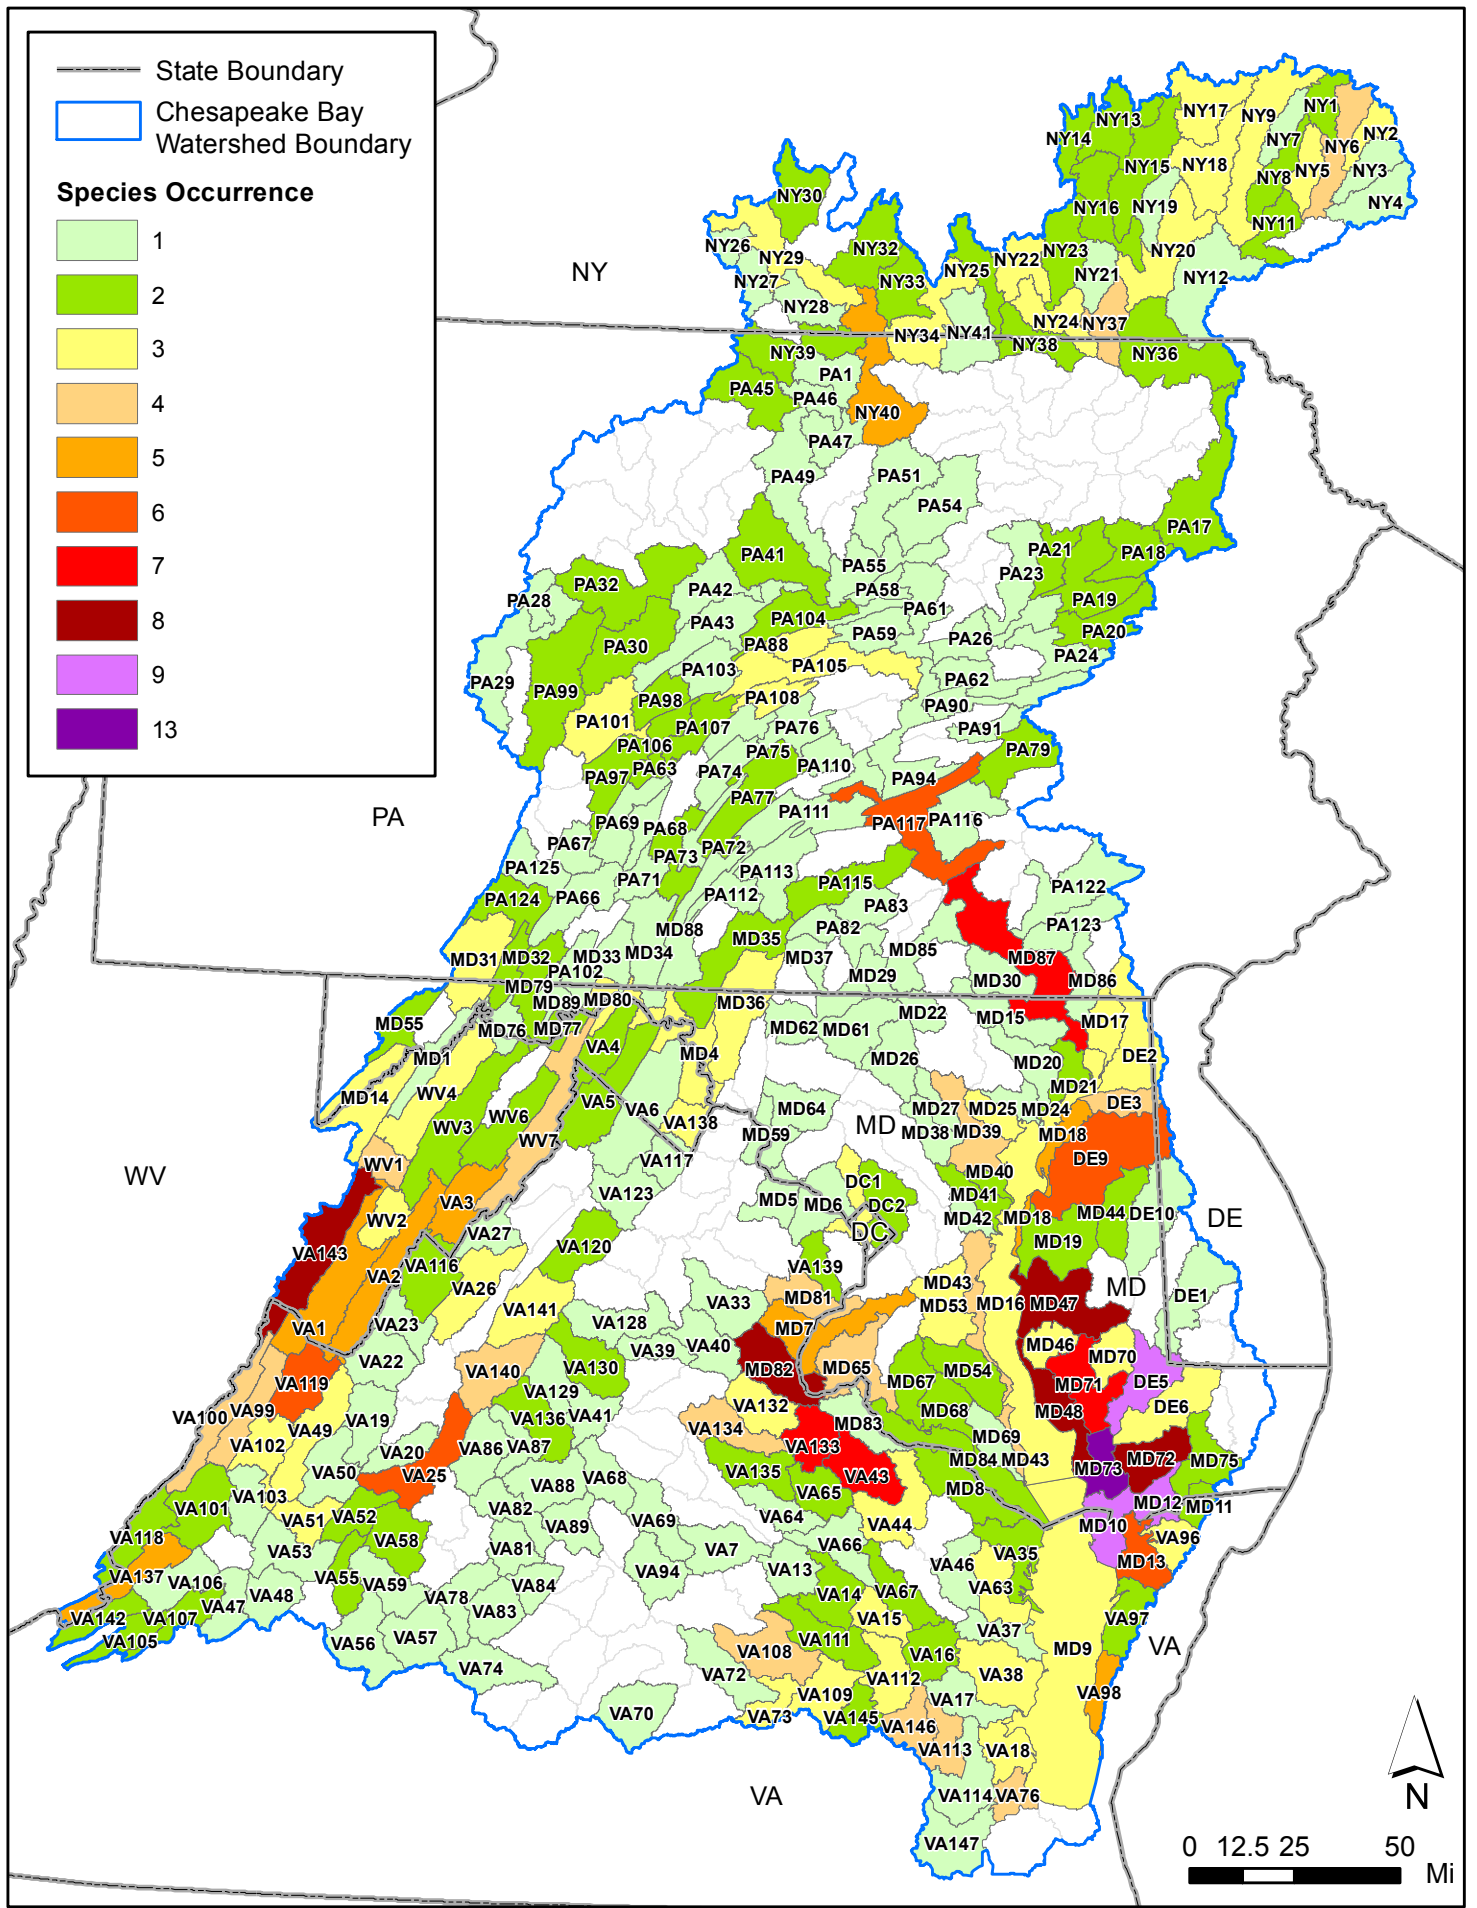 State Boundary
Chesapeake Bay
Watershed Boundary
Species Occurrence
1
2
3
4
5
6
7
8
9
13
NY17 NY9 NY1
NY13 NY7 NY2
NY14 NY6
NY15 NY18 NY8 NY5 NY3
NY30 NY16 NY19 NY4
NY11
NY26 NY32 NY23 NY20
NY29 NY25 NY22
NY NY27 NY33 NY21 NY12
NY28
NY24 NY37
NY34 NY41
NY39 NY38 NY36
PA1
PA45 PA46
NY40
PA47
PA49 PA51
PA54
PA17
PA41 PA21 PA18
PA55
PA32 PA42 PA58 PA23
PA28 PA61 PA19
PA43 PA104
PA30 PA88 PA59 PA26 PA20
PA103 PA105 PA24
PA29 PA99 PA62
PA98 PA108 PA90
PA101 PA107 PA76 PA91
PA106 PA75 PA79
PA97 PA63 PA74 PA110 PA94
PA77
PA PA69 PA68 PA111 PA117 PA116
PA67 PA72
PA73
PA125 PA71 PA113
PA124 PA66 PA112 PA115 PA122
PA83
MD88 MD35 PA82 PA123
MD31 MD32 MD33 MD34 MD37 MD85 MD87
PA102 MD29
MD79 MD30 MD86
MD89 MD80 MD36
MD55 MD76 MD77 MD62 MD61 MD22 MD15 MD17
VA4
MD1 MD4 MD26 MD20 DE2
WV4 MD21
MD14 WV6 VA5 VA6 MD64 MD27 MD25 MD24 DE3
WV3 WV7 VA138 MD59 MD MD38 MD39 MD18
WV WV1 VA117 DE9
MD40
DC1
VA3 VA123 MD5 MD6 DC2 MD41
WV2 MD42 MD18 MD44 DE10 DE
VA27 DC MD19
VA143 VA120
VA116 VA139
VA2 VA26 MD43 MD
VA141 VA33 MD81 MD53 MD16 MD47 DE1
VA1 VA23 VA128 MD7
VA39 VA40 MD46 MD70
VA22 VA130 MD82 MD65 MD54
VA119 VA140 MD67 MD71 DE5
VA129
VA100 VA99 VA132 MD68 MD48 DE6
VA49 VA19 VA136 VA41 VA134 MD83
VA102 VA20 VA86 VA87 VA133 MD69
VA50 VA25 VA68 VA135 VA43 MD84 MD43 MD73 MD72 MD75
VA103 VA88 VA65 MD8
VA101 VA82 MD12 MD11
VA51 VA52 VA89 VA69 VA64 VA44 MD10
VA118 VA58 VA81 VA7 VA66 VA35 VA96
VA53 VA46 MD13
VA137 VA106 VA55 VA59 VA84 VA94 VA13 VA63
VA48 VA78 VA14 VA67
VA142 VA107 VA47 VA83 VA15 VA37 VA97
VA105 VA56 VA57 VA111 VA16 MD9 VA
VA108
VA74 VA72 VA112 VA38
VA109 VA17 VA98
VA70 VA73 VA145 VA146
VA113 VA18
VA VA114 VA76
N
VA147
0 12.5 25 50
Mi